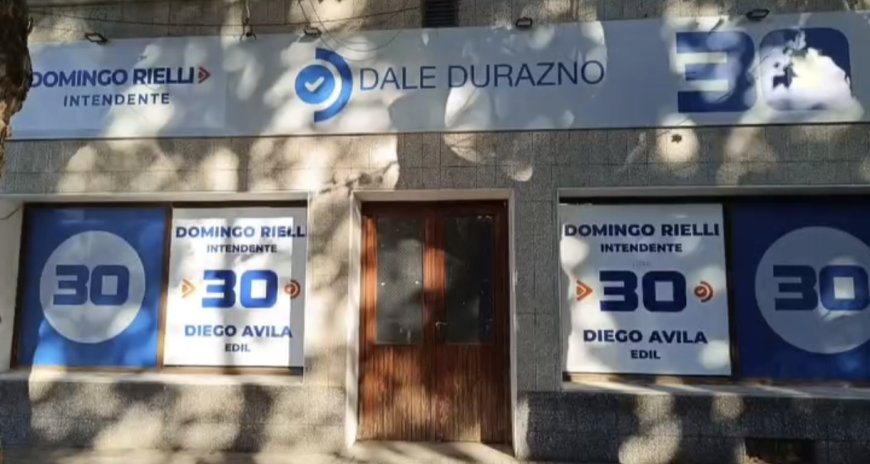 DOMINGO RIELLI
INTENDENTE
DALE DURAZNO
30
30
DOMINGO RIELLI
INTENDENTE
30
DIEGO AVILA
EDIL
DOMINGO RIELLI
INTENDENTE
30
DIEGO AVILA
EDIL
30